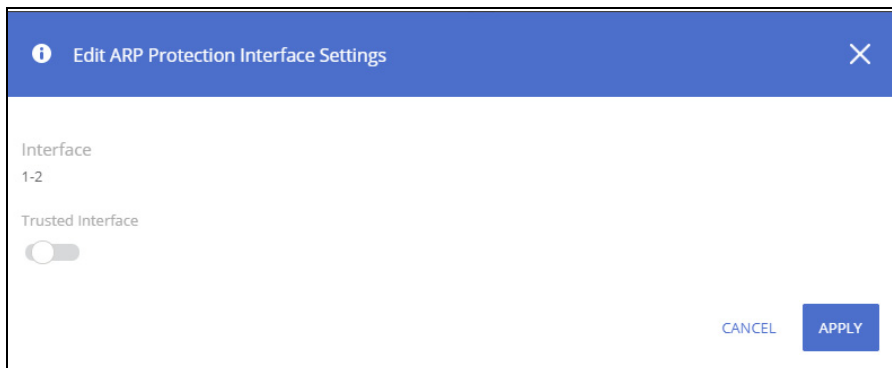 Edit ARP Protection Interface Settings
Interface
1-2
Trusted Interface
CANCEL APPLY